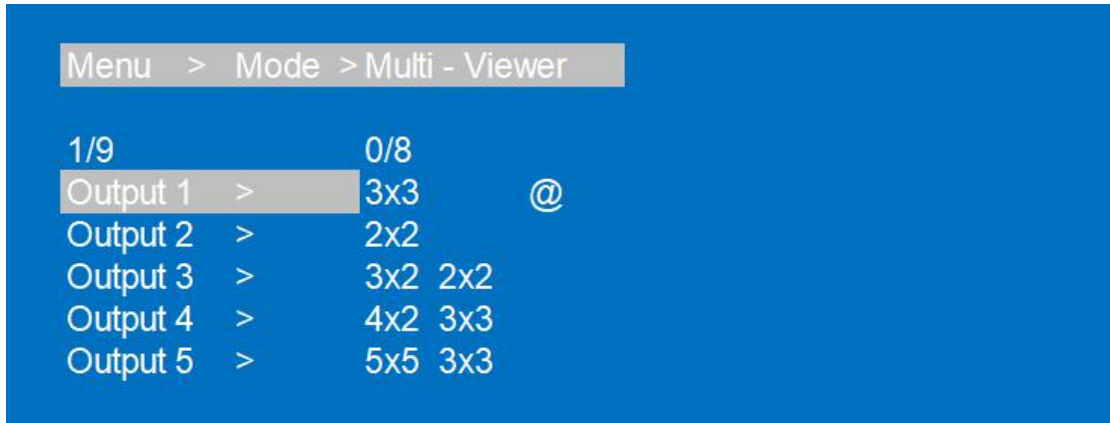 Menu > Mode > Multi - Viewer
1/9 0/8
Output 1 > 3x3 @
Output 2 > 2x2
Output 3 > 3x2 2x2
Output 4 > 4x2 3x3
Output 5 > 5x5 3x3